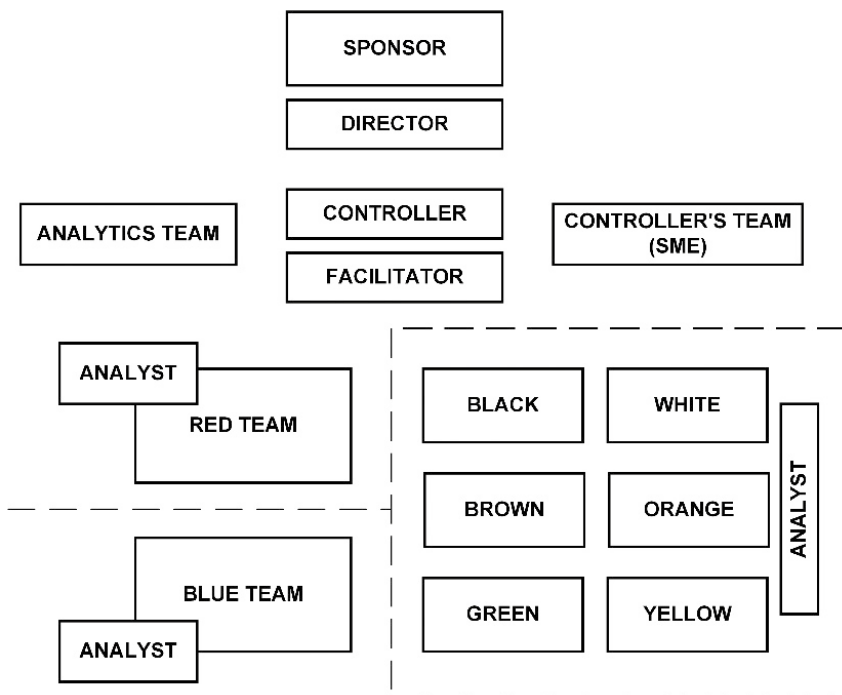 SPONSOR
DIRECTOR
ANALYTICS TEAM
CONTROLLER
CONTROLLER'S TEAM
(SME)
FACILITATOR
ANALYST
RED TEAM
BLACK
WHITE
BROWN
ORANGE
ANALYST
BLUE TEAM
ANALYST
GREEN
YELLOW